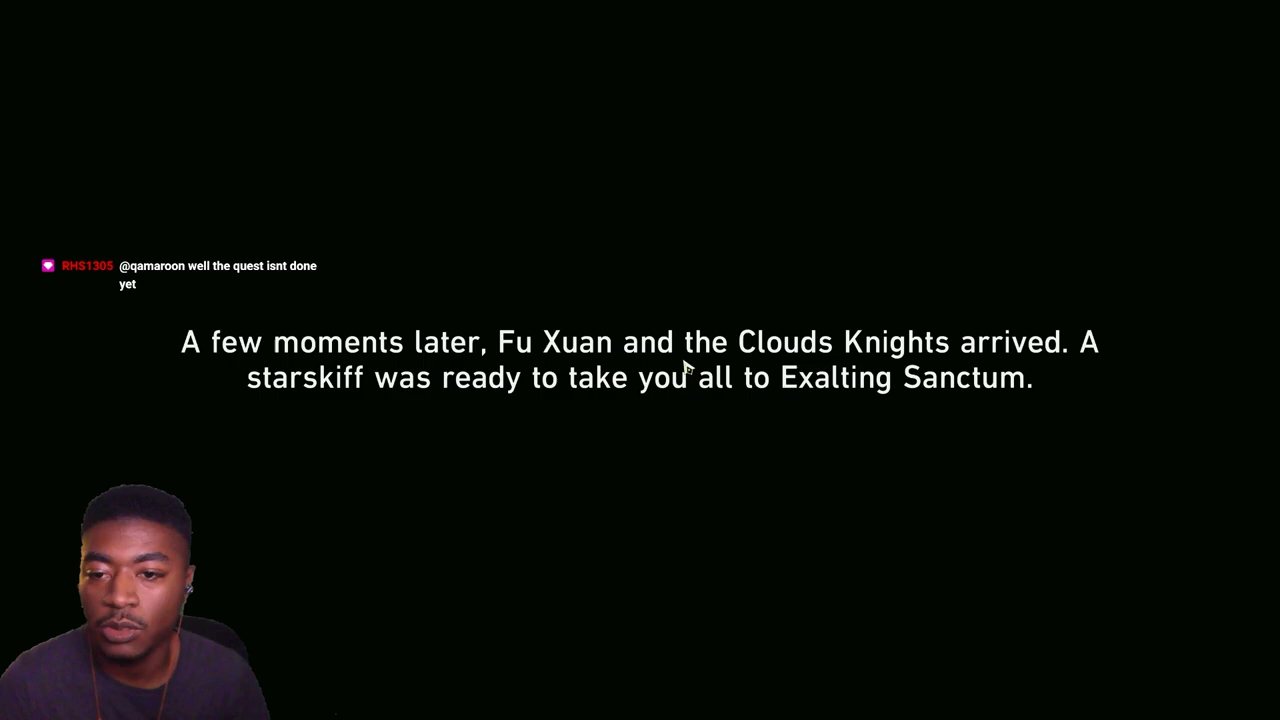 RHS1305 @qamaroon well the quest isnt done
yet
A few moments later, Fu Xuan and the Clouds Knights arrived. A
starskiff was ready to take you all to Exalting Sanctum.